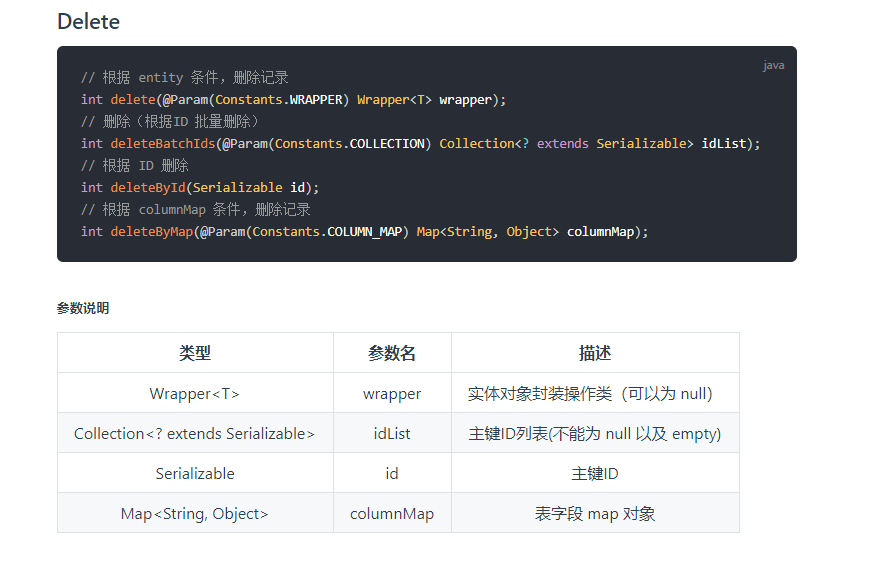 Delete
java
// 根据 entity 条件，删除记录
int delete(@Param(Constants.WRAPPER) Wrapper<T> wrapper);
// 删除（根据ID 批量删除）
int deleteBatchIds(@Param(Constants.COLLECTION) Collection<? extends Serializable> idList);
// 根据 ID 删除
int deleteById(Serializable id);
// 根据 columnMap 条件，删除记录
int deleteByMap(@Param(Constants.COLUMN_MAP) Map<String, Object> columnMap);
参数说明
类型 参数名 描述
Wrapper<T> wrapper 实体对象封装操作类（可以为 null）
Collection<? extends Serializable> idList 主键ID列表(不能为 null 以及 empty)
Serializable id 主键ID
Map<String, Object> columnMap 表字段 map 对象